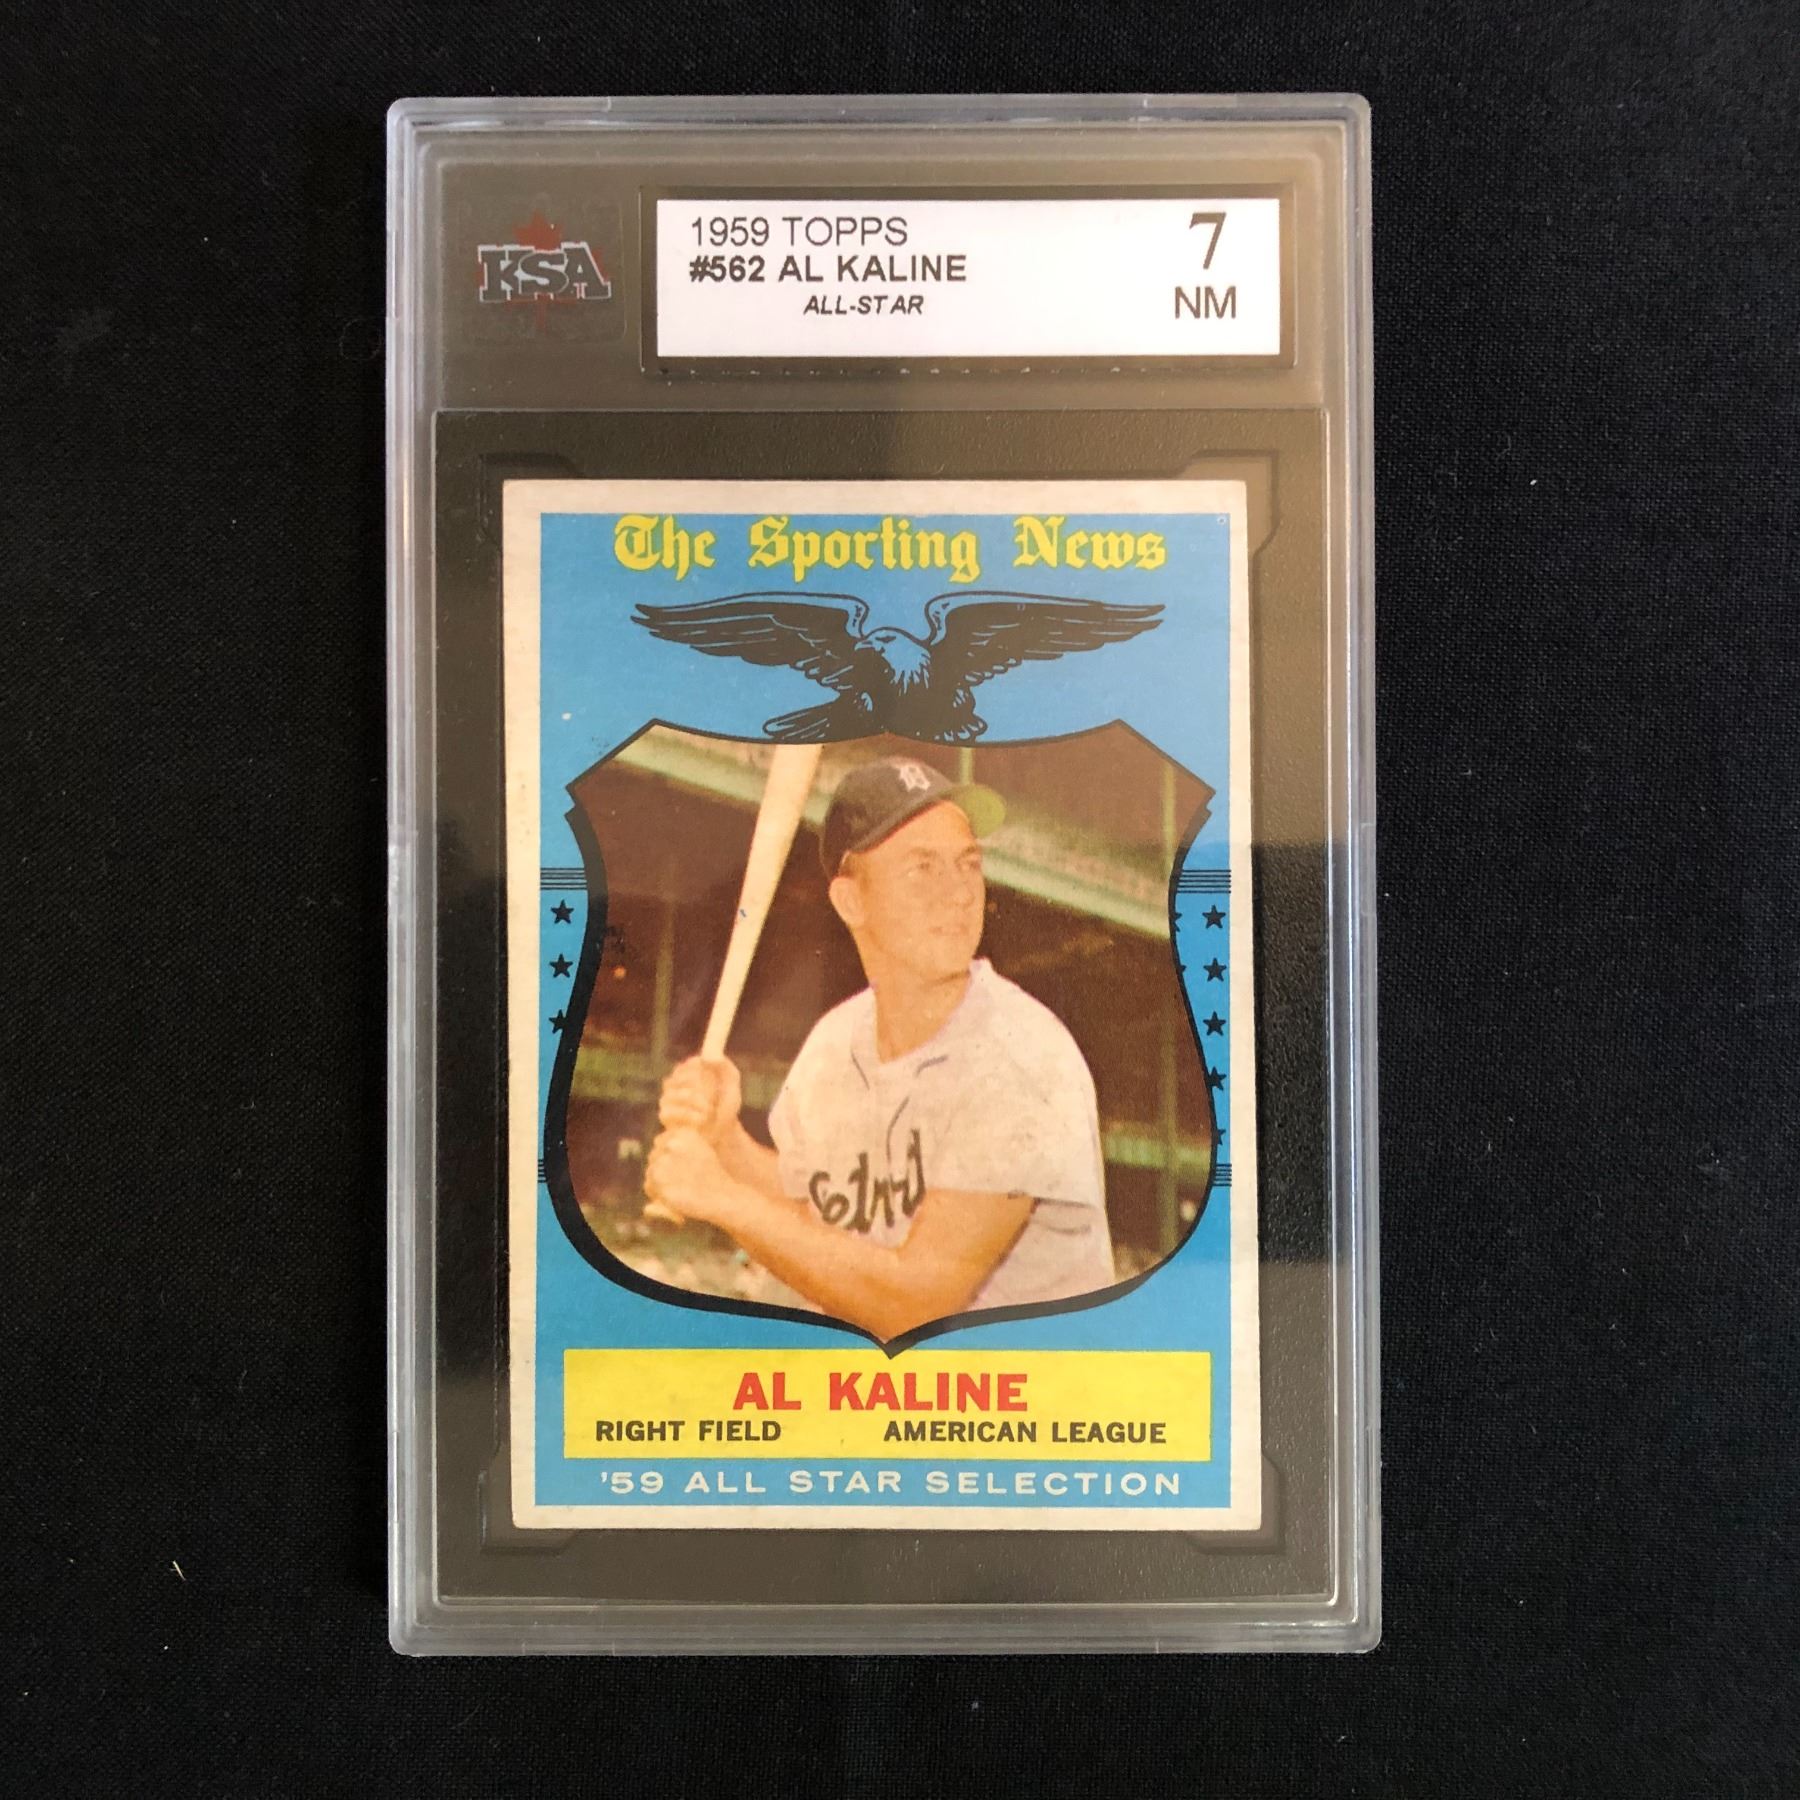 KSA
1959 TOPPS
#562 AL KALINE
ALL-STAR
7
NM
The Sporting News
D
Detroit
AL KALINE
RIGHT FIELD AMERICAN LEAGUE
'59 ALL STAR SELECTION